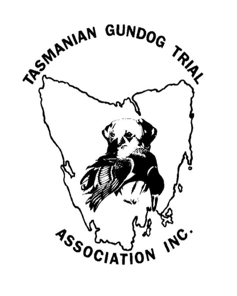 TASMANIAN GUNDOG TRIAL
ASSOCIATION INC.